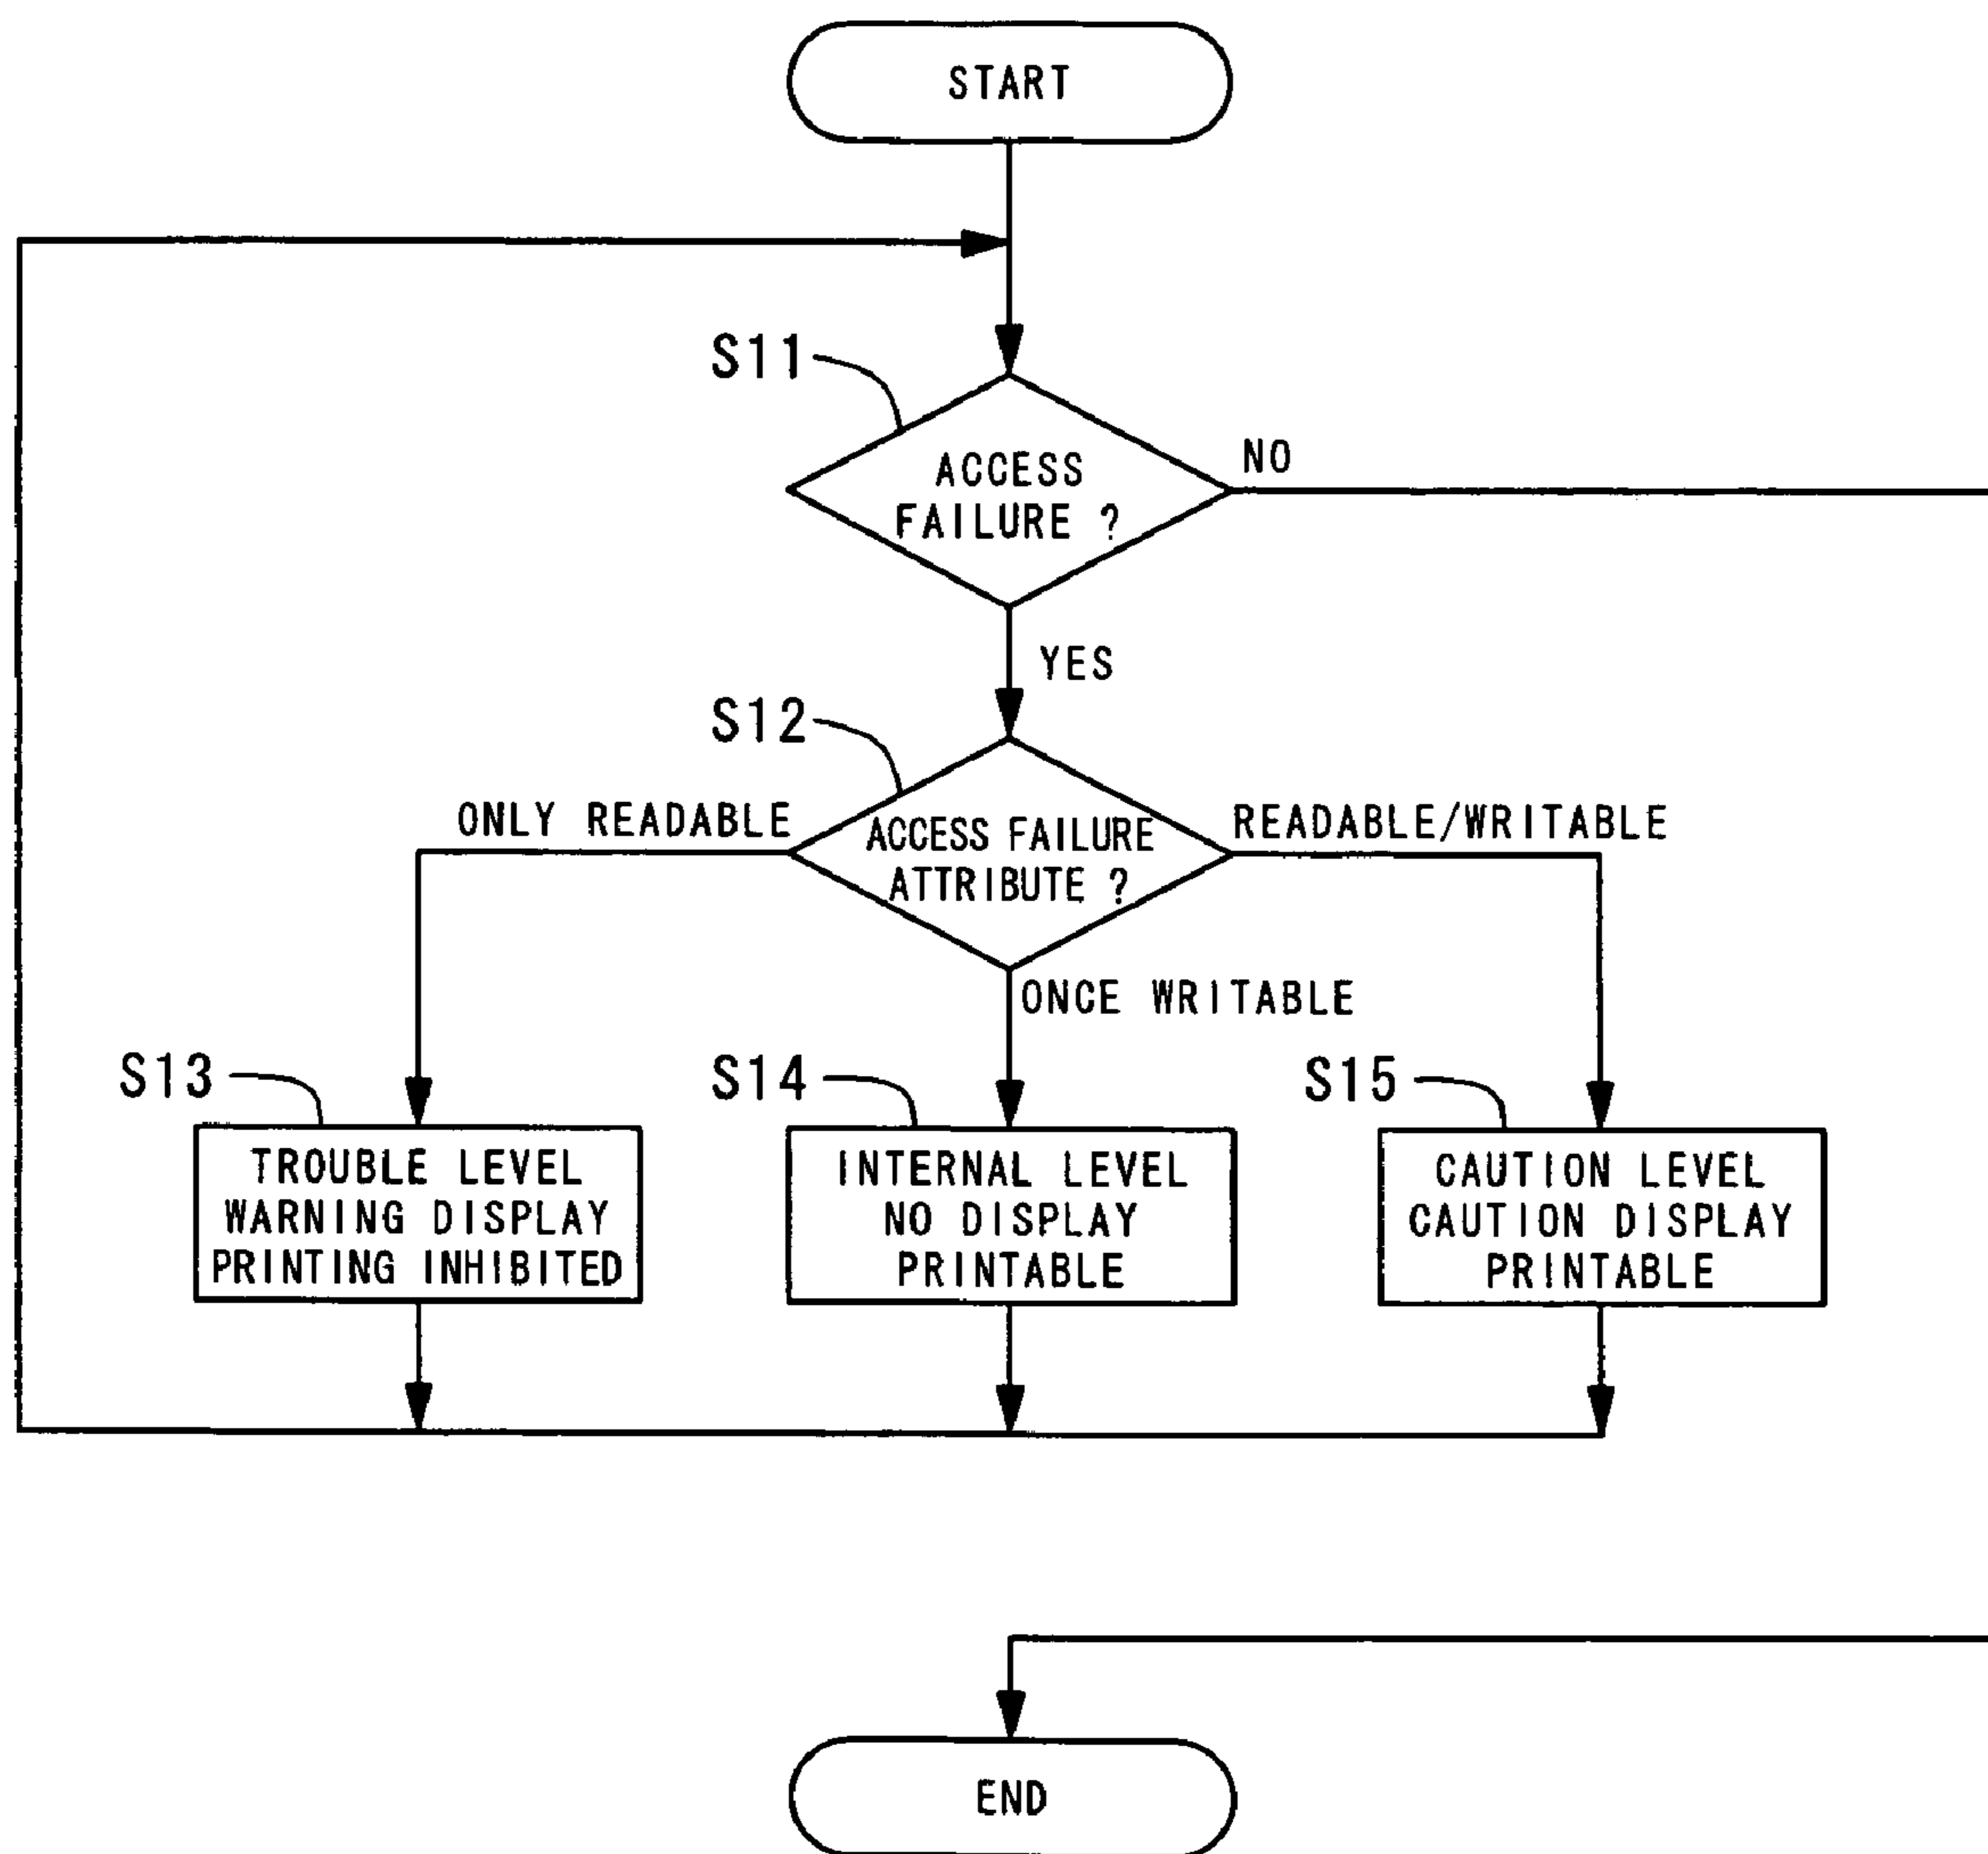 START
S11
ACCESS
FAILURE ?
NO
YES
S12
ONLY READABLE
ACCESS FAILURE
ATTRIBUTE ?
READABLE/WRITABLE
ONCE WRITABLE
S13
TROUBLE LEVEL
WARNING DISPLAY
PRINTING INHIBITED
S14
INTERNAL LEVEL
NO DISPLAY
PRINTABLE
S15
CAUTION LEVEL
CAUTION DISPLAY
PRINTABLE
END